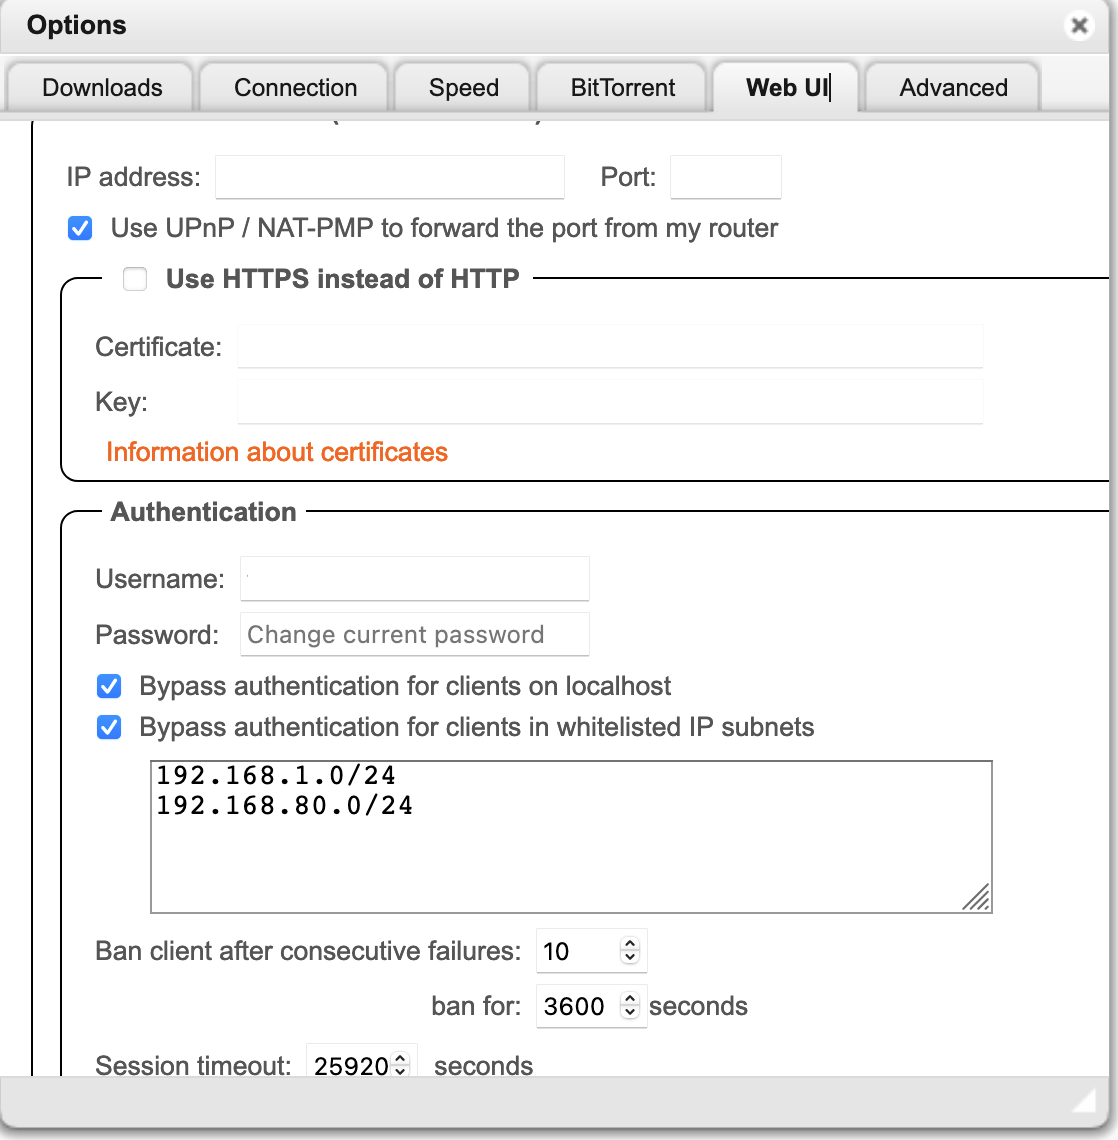 Options
Downloads Connection Speed BitTorrent Web UI Advanced
IP address: Port:
Use UPnP / NAT-PMP to forward the port from my router
Use HTTPS instead of HTTP
Certificate:
Key:
Information about certificates
Authentication
Username:
Password: Change current password
Bypass authentication for clients on localhost
Bypass authentication for clients in whitelisted IP subnets
192.168.1.0/24
192.168.80.0/24
Ban client after consecutive failures: 10
ban for: 3600 seconds
Session timeout: 25920 seconds